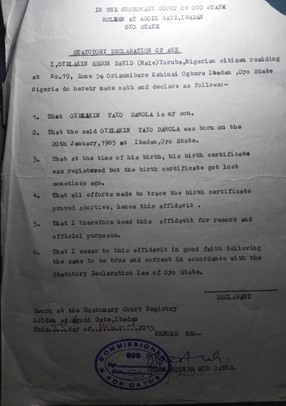 IN THE CUSTOMARY COURT OF OYO STATE
HOLDEN AT AGODI GATE, IBADAN
OYO STATE
STATUTORY DECLARATION OF AGE
I, OYELAKIN SEGUN DAVID (Male) Yoruba, Nigerian citizen residing
at No.19, Zone 5q Orisunibare Kehinsi Ogbere Ibadan, Oyo State
Nigeria do hereby make oath and declare as follows:-
1. That OYELAKIN TAYO DAMOLA is my son.
2. That the said OYELAKIN TAYO DAMOLA was born on the
20th January, 1985 at Ibadan, Oyo State.
3. That at the time of his birth, his birth certificate
was registered but the birth certificate got lost
sometimes ago.
4. That all efforts made to trace the birth certificate
proved abortive, hence this affidavit.
5. That I therefore need this affidavit for record and
official purposes.
6. That I swear to this affidavit in good faith believing
the same to be true and correct in accordance with the
Statutory Declaration Law of Oyo State.
DECLARANT
Sworn at the Customary Court Registry
Holden at Agodi Gate, Ibadan
This day of 2015
BEFORE ME:-
COMMISSIONER FOR OATHS
COMMISSIONER FOR OATHS